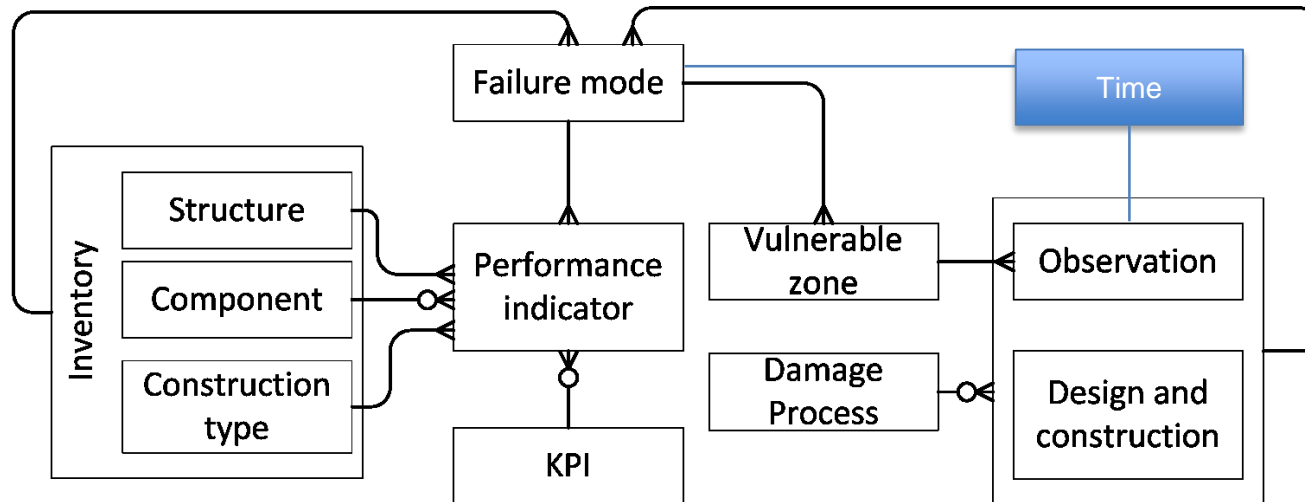 Failure mode
Time
Inventory
Structure
Component
Construction
type
Performance
indicator
KPI
Vulnerable
zone
Damage
Process
Observation
Design and
construction